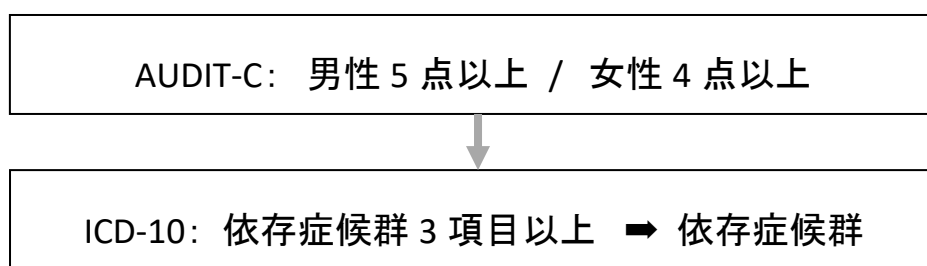 AUDIT-C： 男性 5 点以上 / 女性 4 点以上
ICD-10： 依存症候群 3 項目以上 ➡ 依存症候群